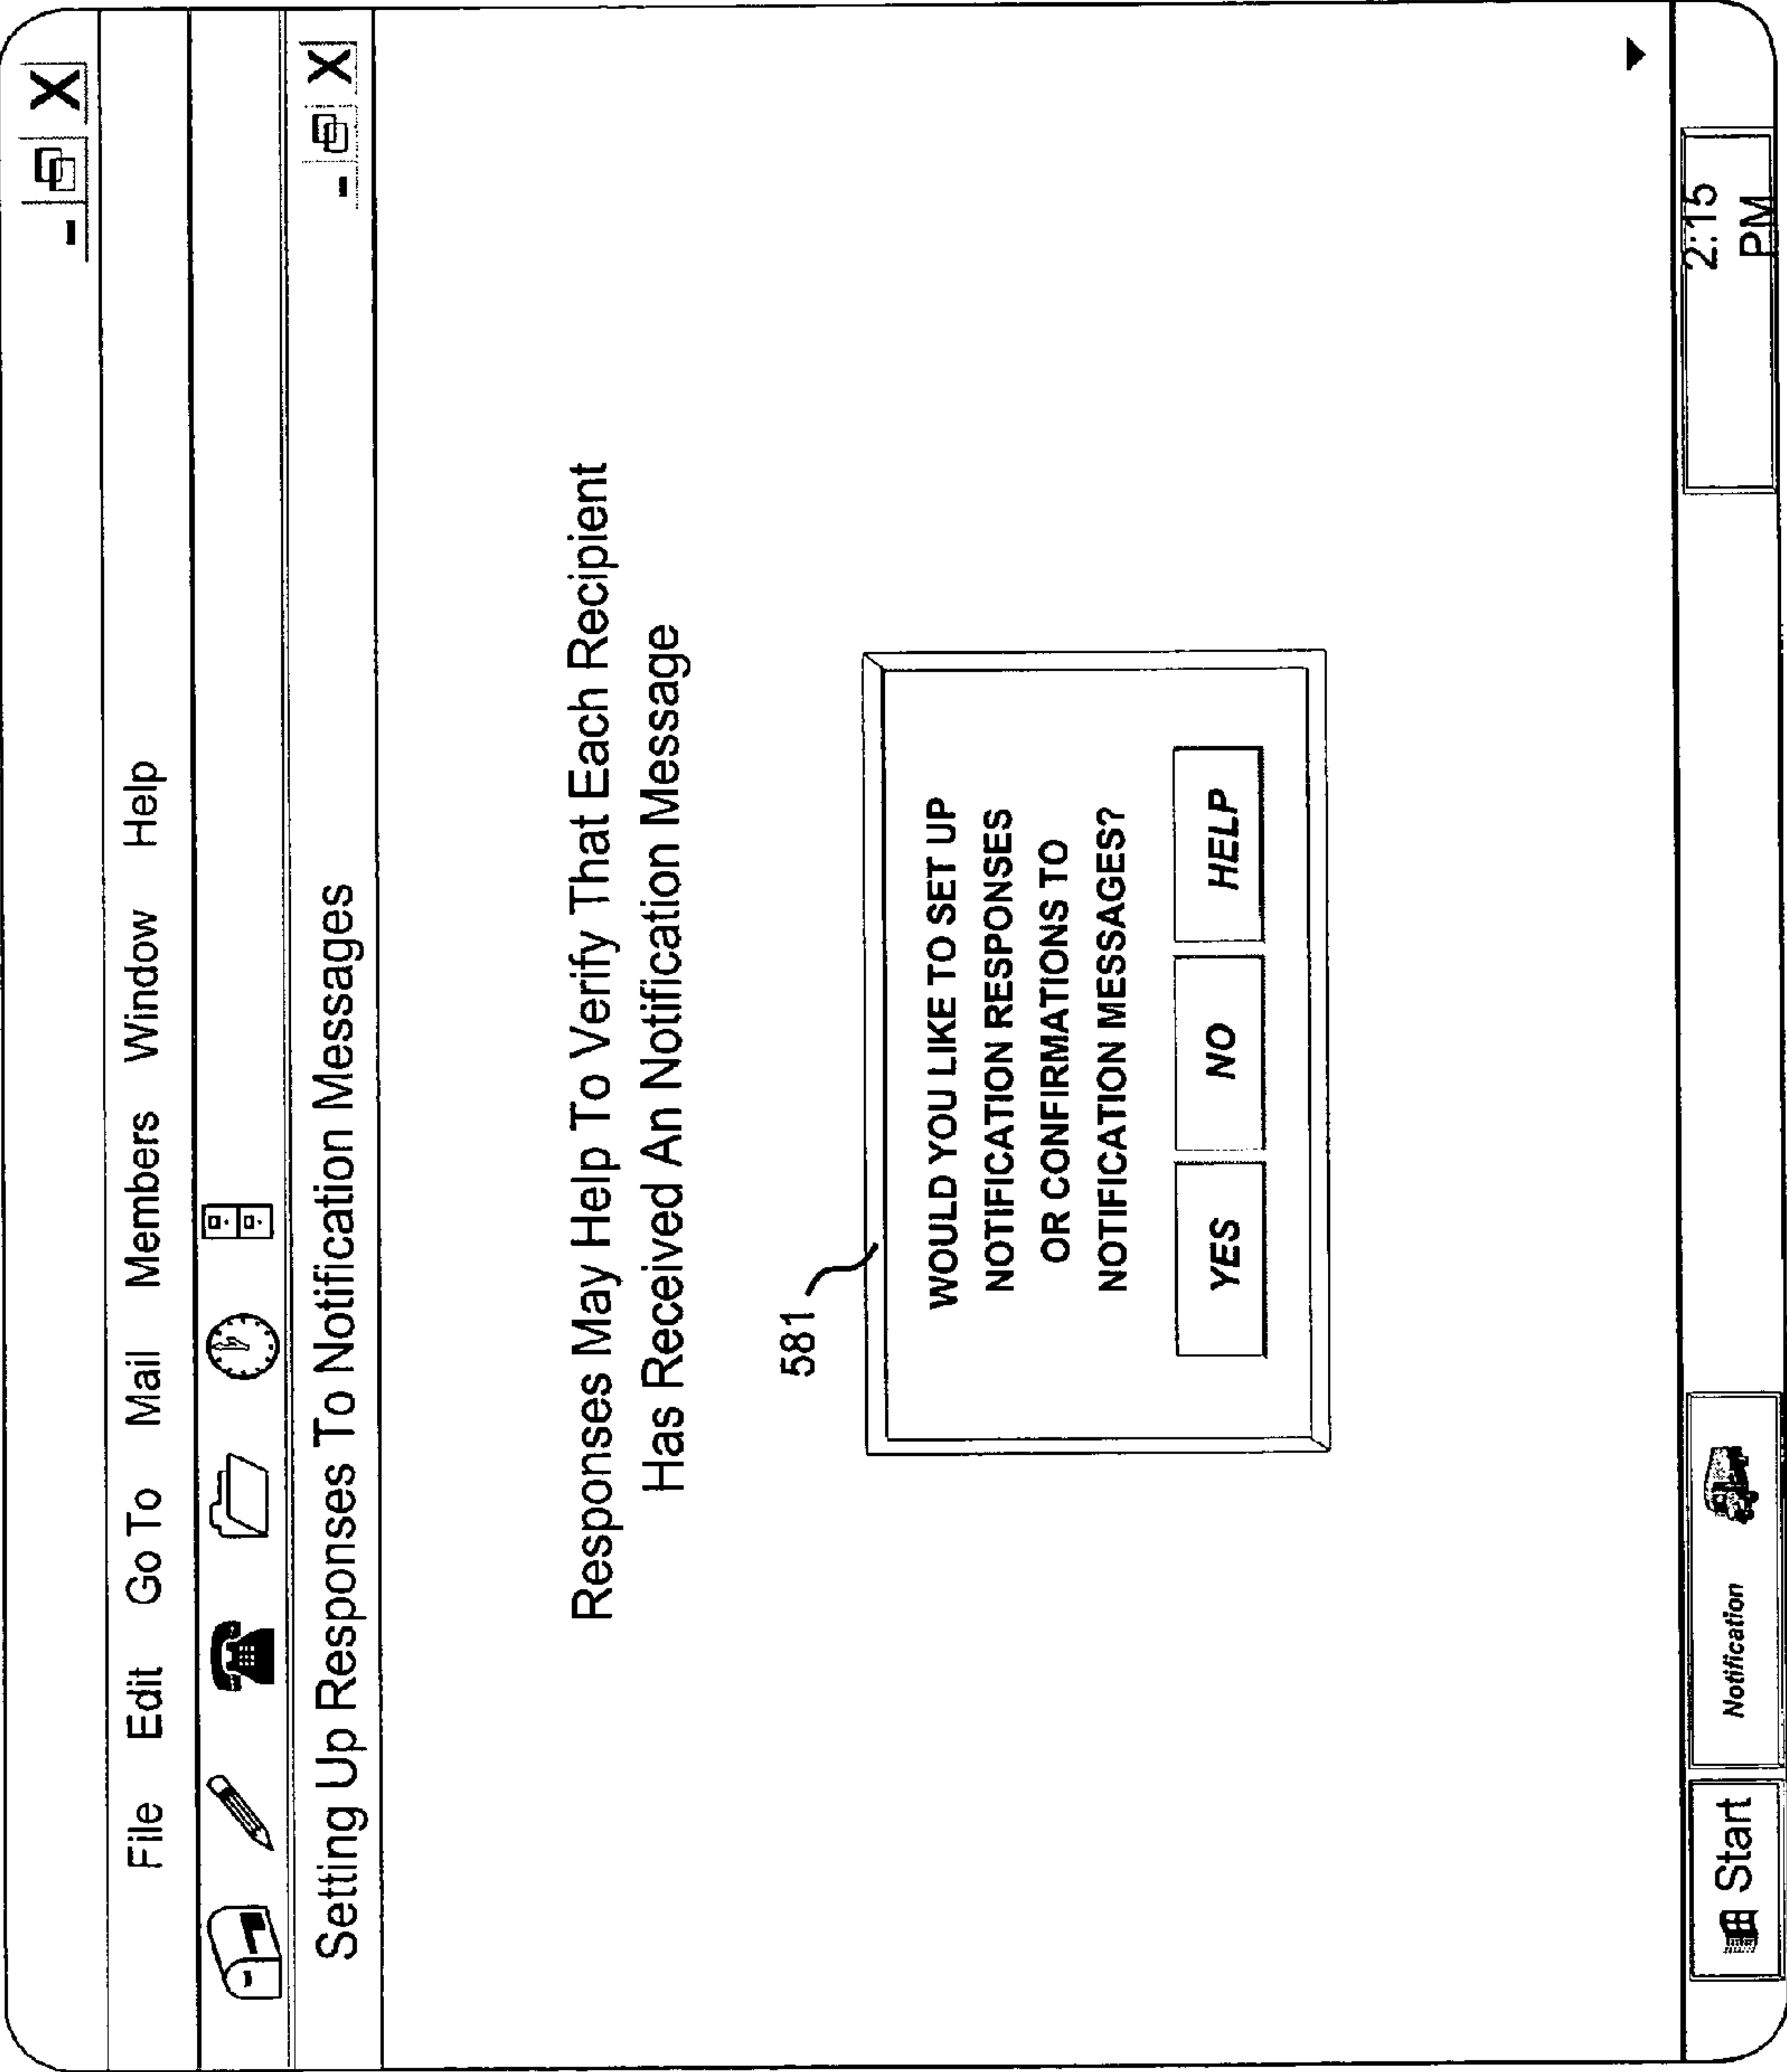 File Edit Go To Mail Members Window Help
Setting Up Responses To Notification Messages
Responses May Help To Verify That Each Recipient
Has Received An Notification Message
581
WOULD YOU LIKE TO SET UP
NOTIFICATION RESPONSES
OR CONFIRMATIONS TO
NOTIFICATION MESSAGES?
YES NO HELP
Start Notification 2:15
PM